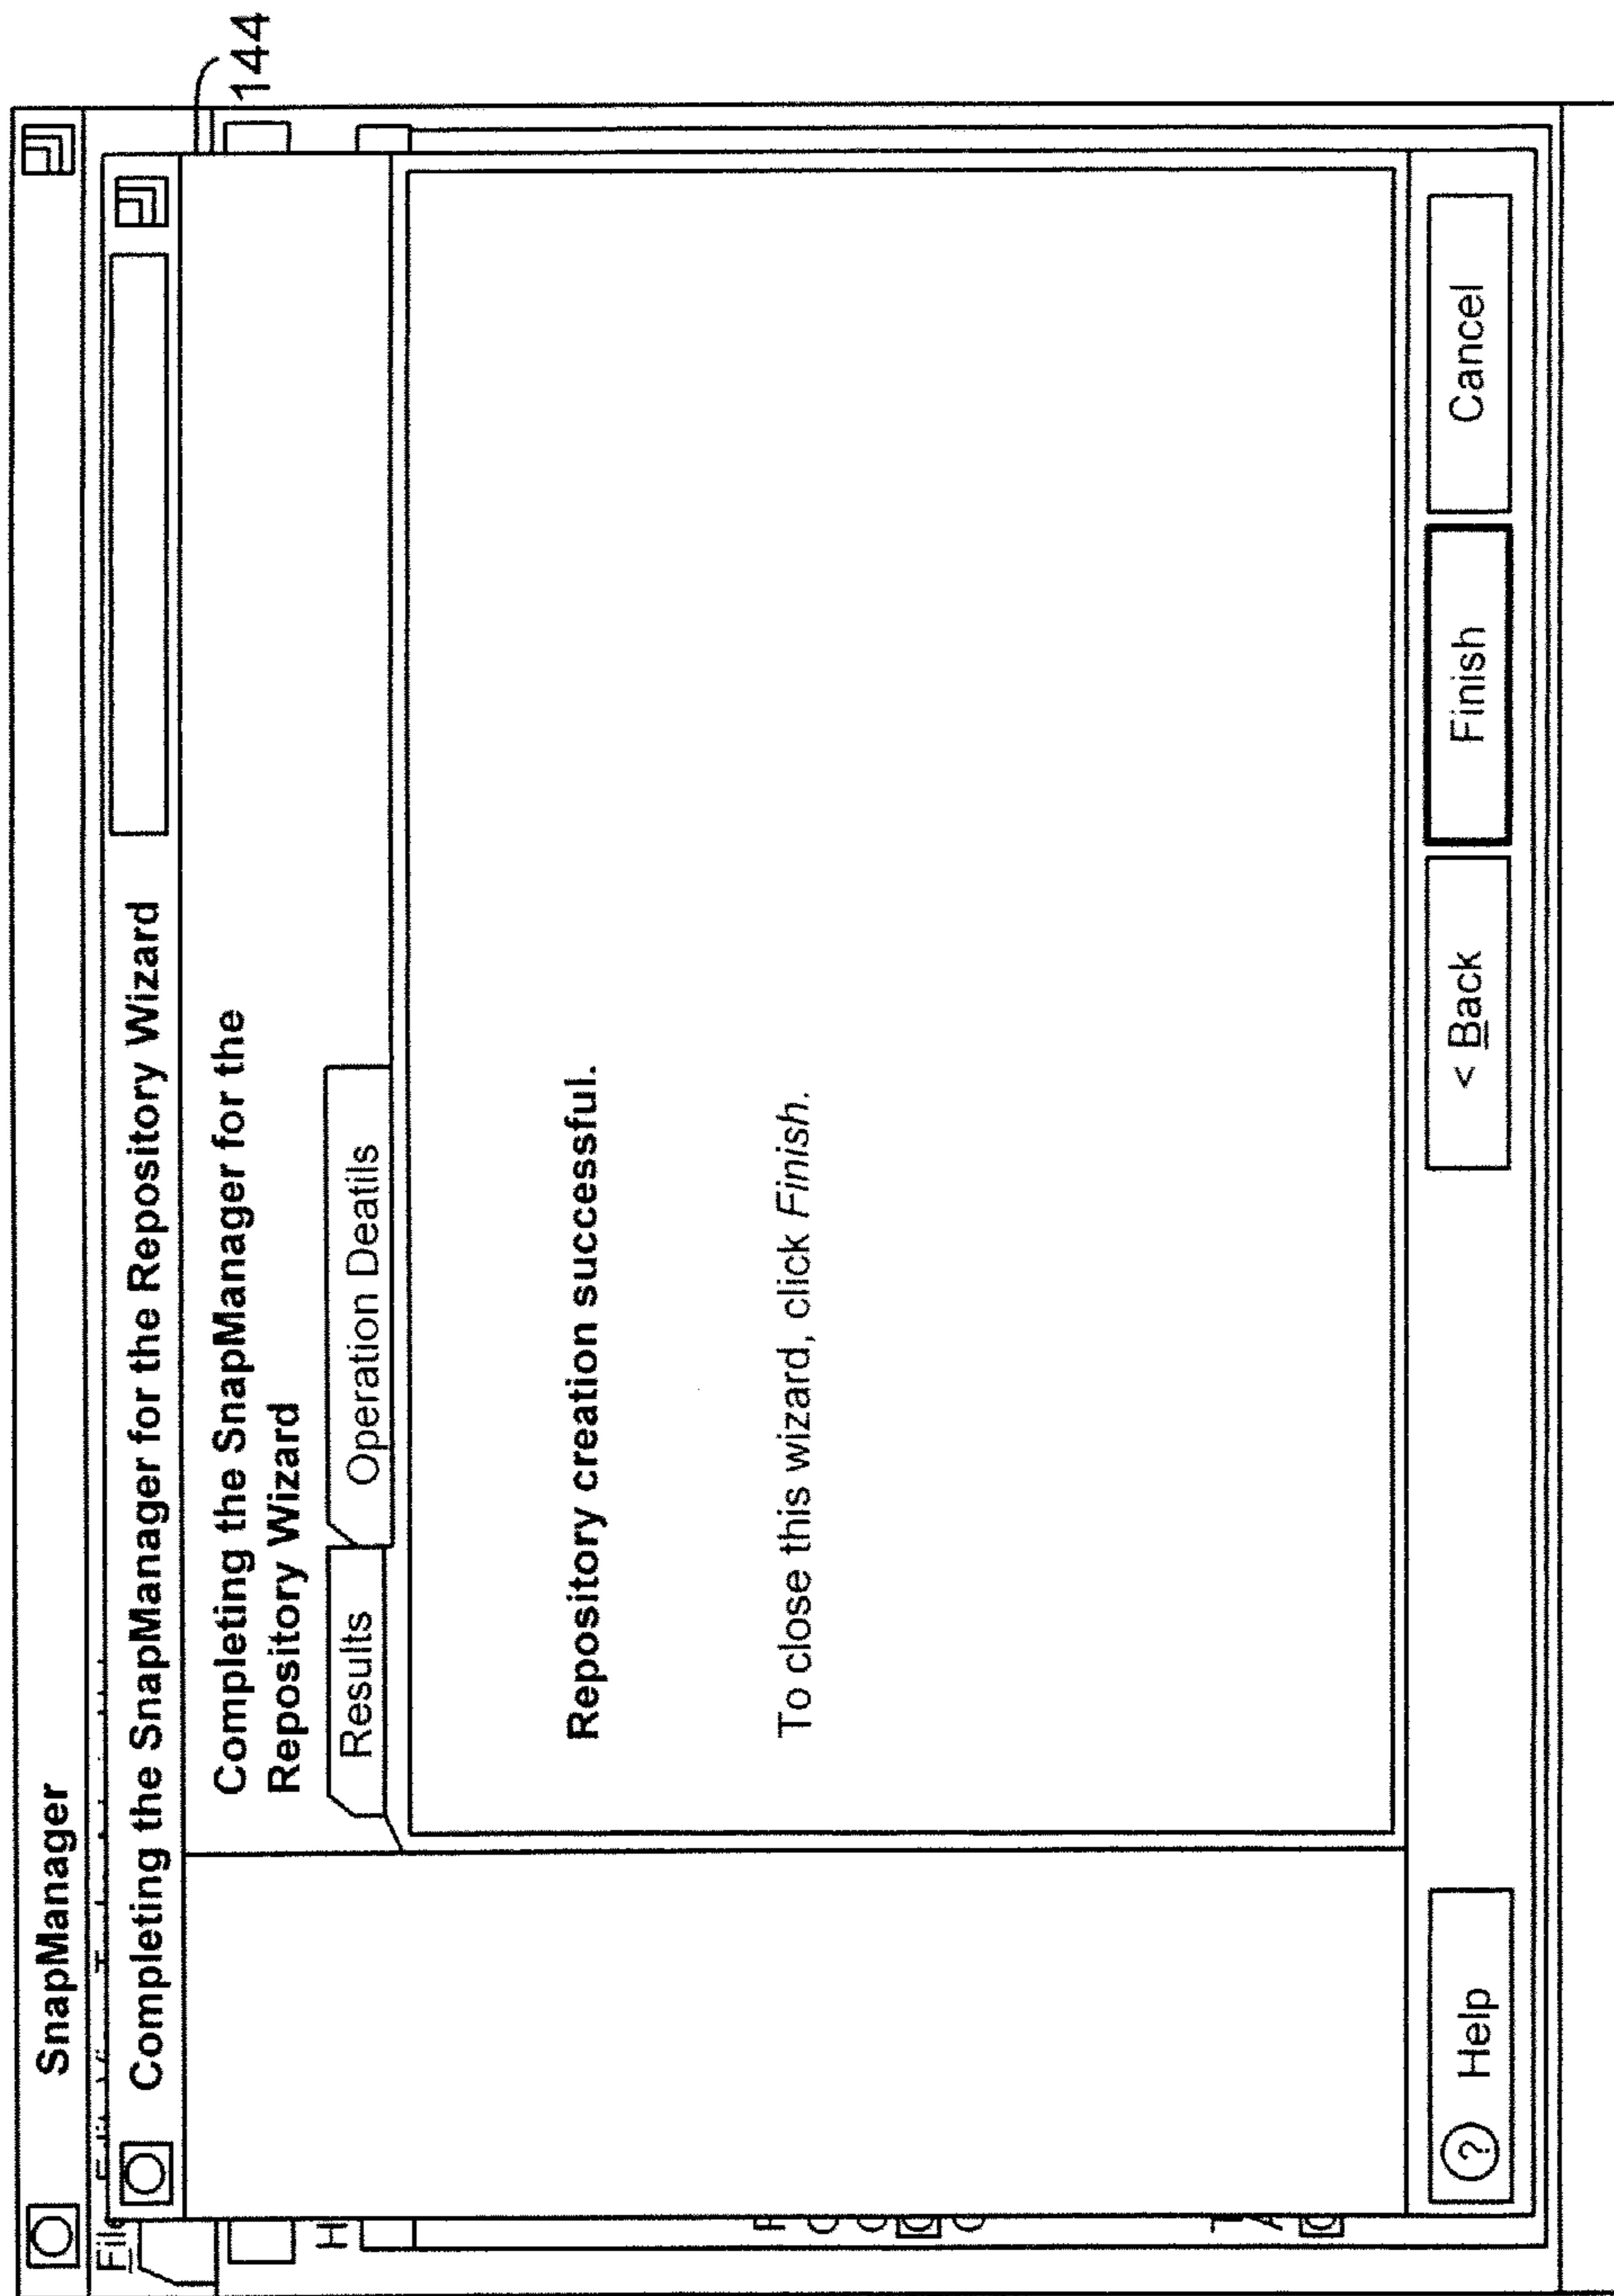 SnapManager
File
Completing the SnapManager for the Repository Wizard
144
Completing the SnapManager for the
Repository Wizard
Results
Operation Deatils
Repository creation successful.
To close this wizard, click Finish.
? Help
< Back
Finish
Cancel